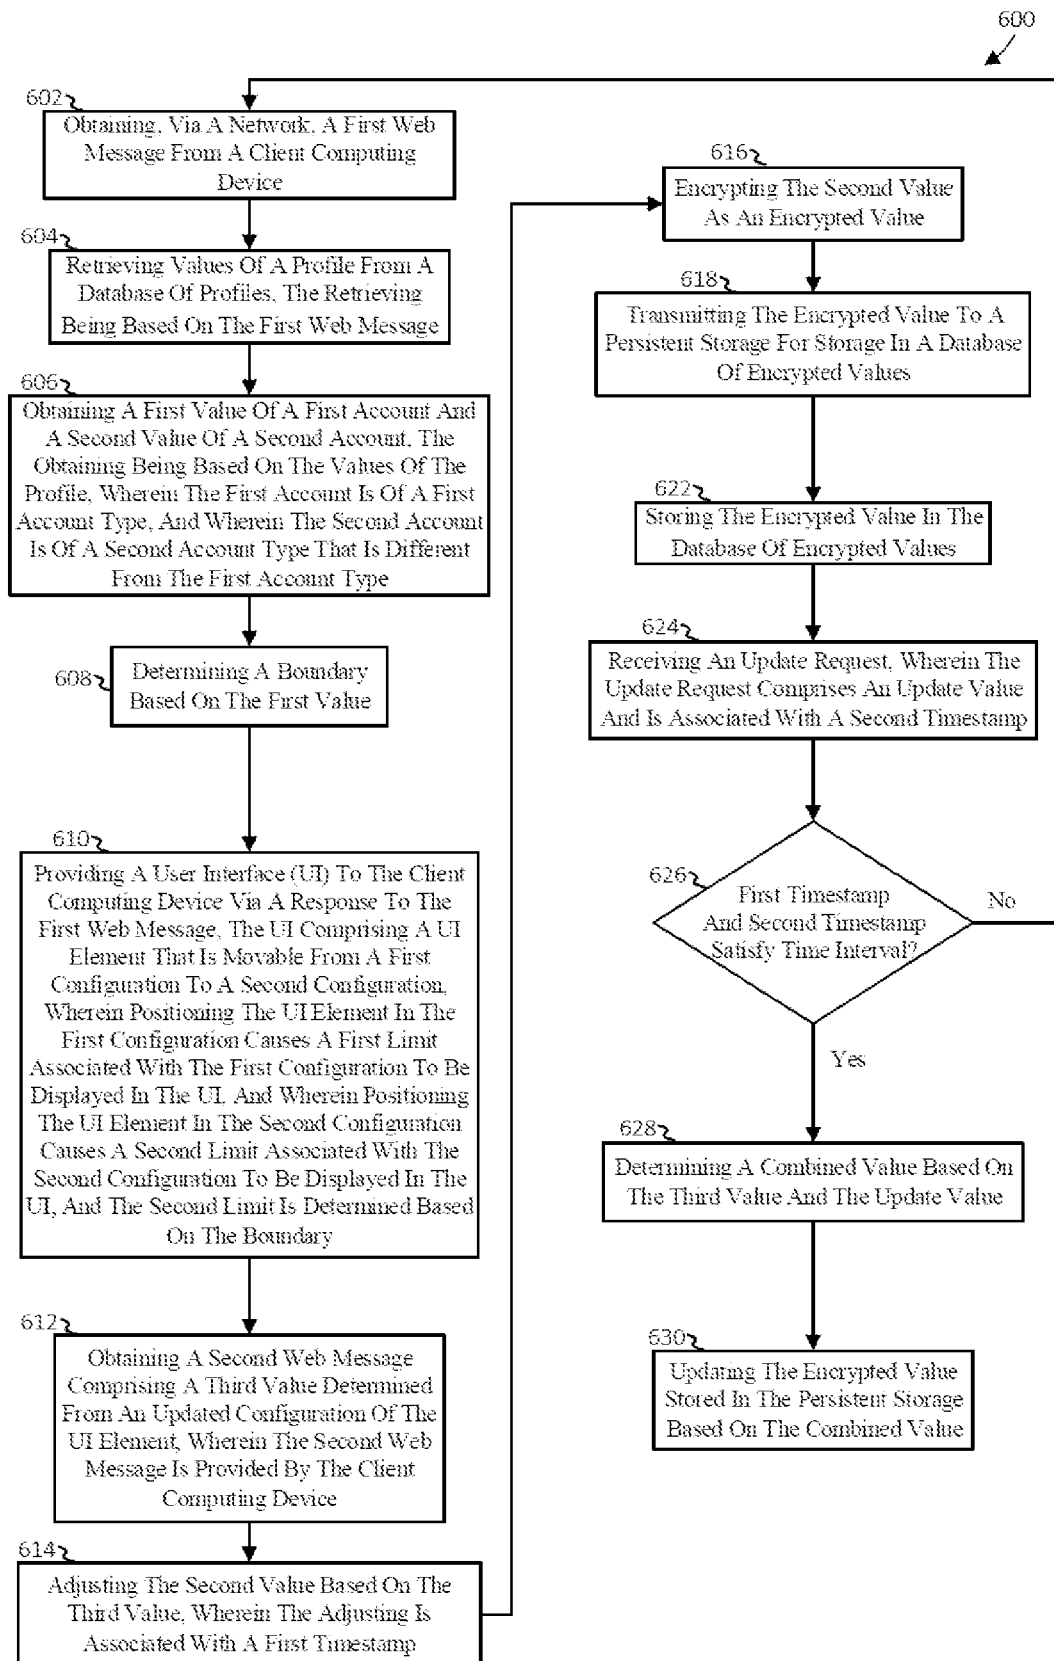 600
602
Obtaining, Via A Network, A First Web
Message From A Client Computing
Device
604
Retrieving Values Of A Profile From A
Database Of Profiles, The Retrieving
Being Based On The First Web Message
606
Obtaining A First Value Of A First Account And
A Second Value Of A Second Account, The
Obtaining Being Based On The Values Of The
Profile, Wherein The First Account Is Of A First
Account Type, And Wherein The Second Account
Is Of A Second Account Type That Is Different
From The First Account Type
608
Determining A Boundary
Based On The First Value
610
Providing A User Interface (UI) To The Client
Computing Device Via A Response To The
First Web Message, The UI Comprising A UI
Element That Is Movable From A First
Configuration To A Second Configuration,
Wherein Positioning The UI Element In The
First Configuration Causes A First Limit
Associated With The First Configuration To Be
Displayed In The UI, And Wherein Positioning
The UI Element In The Second Configuration
Causes A Second Limit Associated With The
Second Configuration To Be Displayed In The
UI, And The Second Limit Is Determined Based
On The Boundary
612
Obtaining A Second Web Message
Comprising A Third Value Determined
From An Updated Configuration Of The
UI Element, Wherein The Second Web
Message Is Provided By The Client
Computing Device
614
Adjusting The Second Value Based On The
Third Value, Wherein The Adjusting Is
Associated With A First Timestamp
616
Encrypting The Second Value
As An Encrypted Value
618
Transmitting The Encrypted Value To A
Persistent Storage For Storage In A Database
Of Encrypted Values
622
Storing The Encrypted Value In The
Database Of Encrypted Values
624
Receiving An Update Request, Wherein The
Update Request Comprises An Update Value
And Is Associated With A Second Timestamp
626
First Timestamp
And Second Timestamp
Satisfy Time Interval?
No
Yes
628
Determining A Combined Value Based On
The Third Value And The Update Value
630
Updating The Encrypted Value
Stored In The Persistent Storage
Based On The Combined Value